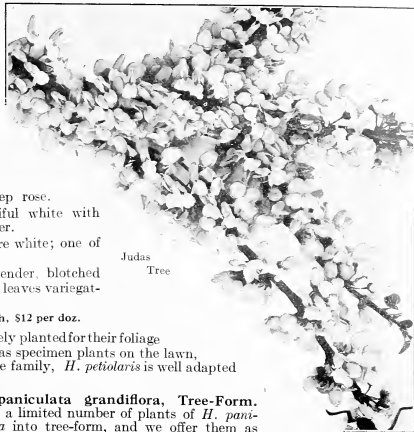 ep rose.
iful white with
er.
re white; one of
Judas
Tree
ender, blotched
leaves variegat-
h, $12 per doz.
ely planted for their foliage
as specimen plants on the lawn,
e family, H. petiolaris is well adapted
paniculata grandiflora, Tree-Form.
a limited number of plants of H. pani-
a into tree-form, and we offer them as